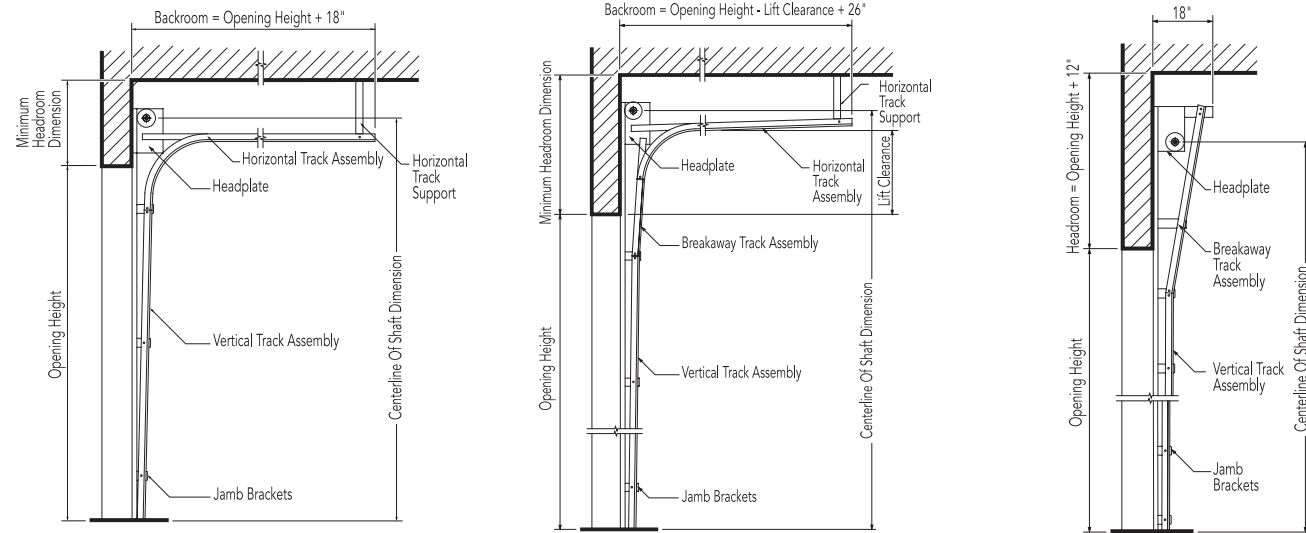 Backroom = Opening Height + 18"
Minimum
Headroom
Dimension
Horizontal Track Assembly
Headplate
Horizontal
Track
Support
Opening Height
Vertical Track Assembly
Centerline Of Shaft Dimension
Jamb Brackets
Backroom = Opening Height - Lift Clearance + 26"
Minimum Headroom Dimension
Horizontal
Track
Support
Headplate
Horizontal
Track
Assembly
Lift Clearance
Breakaway Track Assembly
Opening Height
Vertical Track Assembly
Centerline Of Shaft Dimension
Jamb Brackets
18"
Headroom = Opening Height + 12"
Headplate
Breakaway
Track
Assembly
Opening Height
Vertical Track
Assembly
Centerline Of Shaft Dimension
Jamb
Brackets